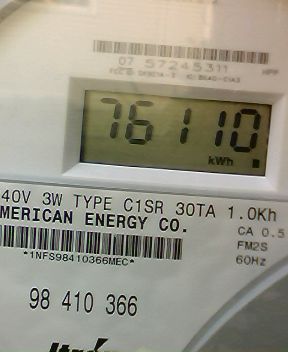 07 57245311
76110
kWh
40V 3W TYPE C1SR 30TA 1.0Kh
MERICAN ENERGY CO.
CA 0.5
FM2S
60Hz
*1NFS98410366MEC*
98 410 366
Itron